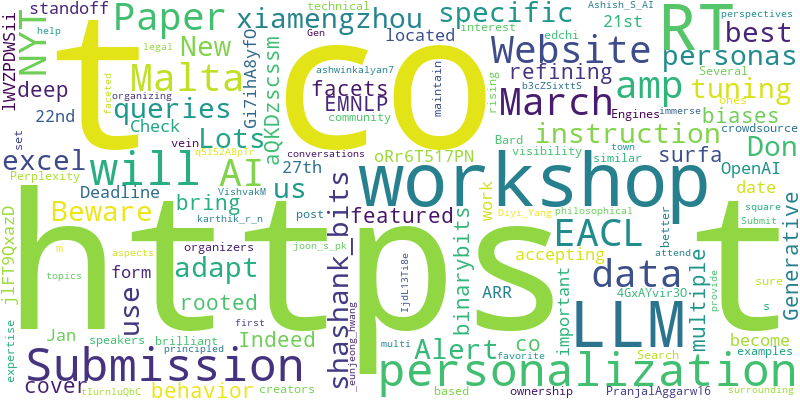 standoff
Paper
xiamengzhou
specific
Ashish_S_AI
perspectives
technical
help
Gen
interest
edchi
21st
RT
best
NYT
lWVZPDWSii
t
co
legal
New
located
Website
personas
Malta
Gi7ihA8yfO
ashwinkalyan7
b3cZSixttS
Several
deep
organizing
facets
maintain
rising
refining
amp
tuning
faceted
aQKDzscssm
EMNLP
March
Engines
immerse
ones
22nd
queries
Check
Lots
community
instruction
biases
set
vein
q5I52A8pTr
conversations
Bard
visibility
town
crowdsource
excel
will
AI
27th
oRr6T517PN
similar
surfa
Don
OpenAI
Perplexity
Deadline
VishvakM
bring
us
workshop
date
Beware
karthik_r_n
post
featured
work
Diyi_Yang
philosophical
better
square
Submit
https
t
jlFT9QxazD
organizers
joon_s_pk
EACL
attend
Generative
m
aspects
form
adapt
shashank_bits
IjdL13Ti8e
binarybits
accepting
data
sure
topics
use
rooted
ARR
LLM
4GxAYvir3O
multiple
provide
s
expertise
Jan
speakers
brilliant
Indeed
first
_eunjeong_hwang
multi
Alert
co
important
become
Submission
principled
favorite
Search
examples
cover
tIurn1uQbC
behavior
creators
based
personalization
ownership
PranjalAggarw16
surrounding